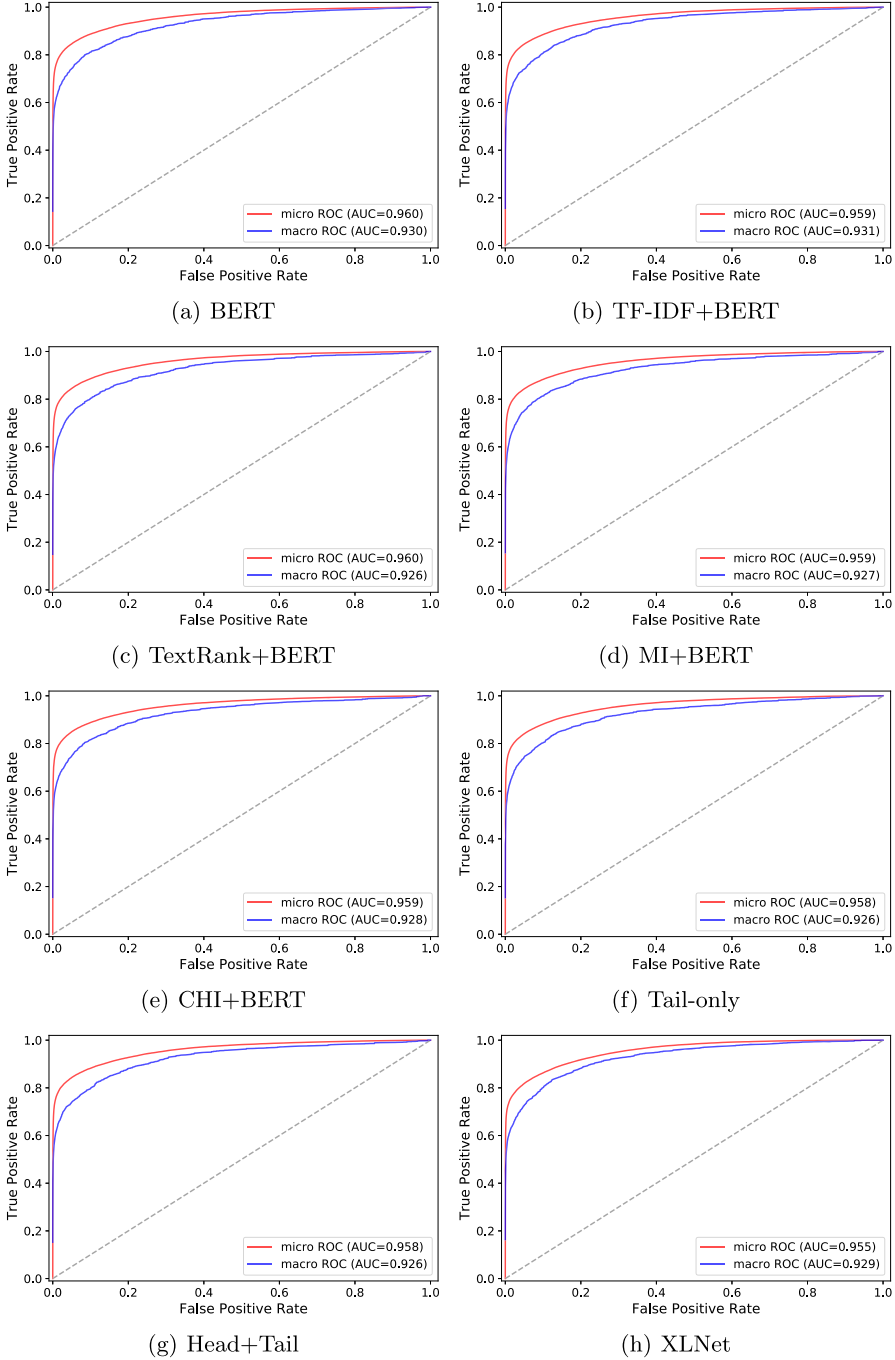 1.0
0.8
0.6
0.4
0.2
0.0
True Positive Rate
micro ROC (AUC=0.960)
macro ROC (AUC=0.930)
0.0 0.2 0.4 0.6 0.8 1.0
False Positive Rate
(a) BERT
1.0
0.8
0.6
0.4
0.2
0.0
True Positive Rate
micro ROC (AUC=0.959)
macro ROC (AUC=0.931)
0.0 0.2 0.4 0.6 0.8 1.0
False Positive Rate
(b) TF-IDF+BERT
1.0
0.8
0.6
0.4
0.2
0.0
True Positive Rate
micro ROC (AUC=0.960)
macro ROC (AUC=0.926)
0.0 0.2 0.4 0.6 0.8 1.0
False Positive Rate
(c) TextRank+BERT
1.0
0.8
0.6
0.4
0.2
0.0
True Positive Rate
micro ROC (AUC=0.959)
macro ROC (AUC=0.927)
0.0 0.2 0.4 0.6 0.8 1.0
False Positive Rate
(d) MI+BERT
1.0
0.8
0.6
0.4
0.2
0.0
True Positive Rate
micro ROC (AUC=0.959)
macro ROC (AUC=0.928)
0.0 0.2 0.4 0.6 0.8 1.0
False Positive Rate
(e) CHI+BERT
1.0
0.8
0.6
0.4
0.2
0.0
True Positive Rate
micro ROC (AUC=0.958)
macro ROC (AUC=0.926)
0.0 0.2 0.4 0.6 0.8 1.0
False Positive Rate
(f) Tail-only
1.0
0.8
0.6
0.4
0.2
0.0
True Positive Rate
micro ROC (AUC=0.958)
macro ROC (AUC=0.926)
0.0 0.2 0.4 0.6 0.8 1.0
False Positive Rate
(g) Head+Tail
1.0
0.8
0.6
0.4
0.2
0.0
True Positive Rate
micro ROC (AUC=0.955)
macro ROC (AUC=0.929)
0.0 0.2 0.4 0.6 0.8 1.0
False Positive Rate
(h) XLNet